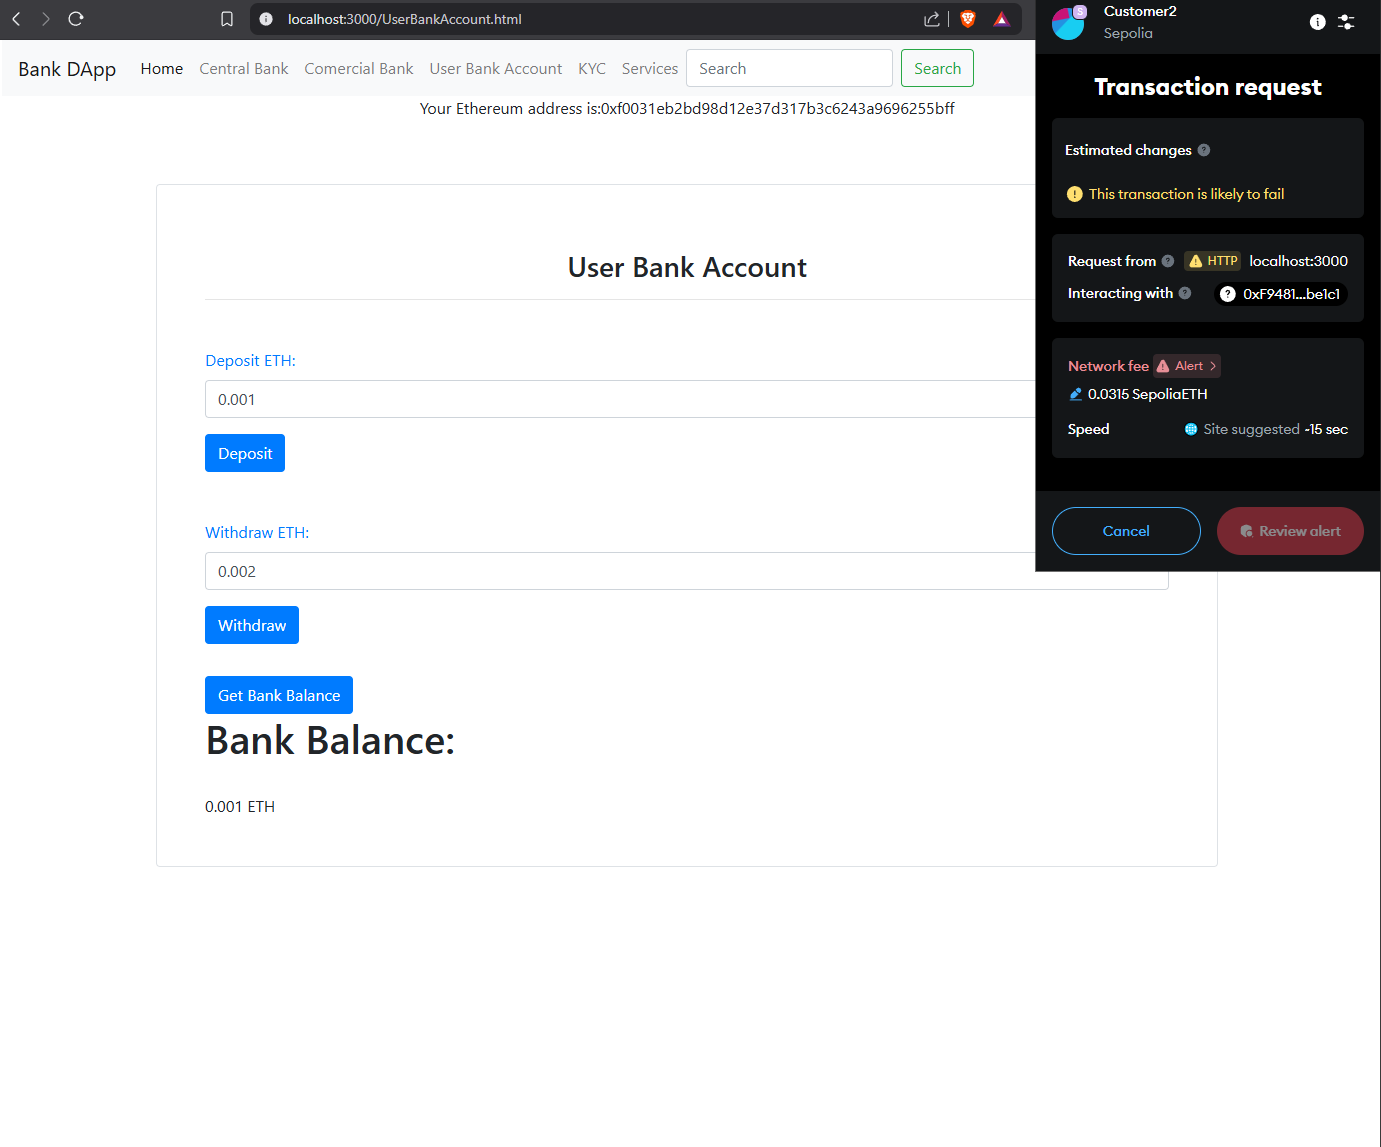 localhost:3000/UserBankAccount.html
Bank DApp Home Central Bank Comercial Bank User Bank Account KYC Services Search Search
Your Ethereum address is:0xf0031eb2bd98d12e37d317b3c6243a9696255bff
User Bank Account
Deposit ETH:
0.001
Deposit
Withdraw ETH:
0.002
Withdraw
Get Bank Balance
Bank Balance:
0.001 ETH
S
Customer2
Sepolia
Transaction request
Estimated changes
This transaction is likely to fail
Request from HTTP localhost:3000
Interacting with 0xF9481...be1c1
Network fee Alert >
0.0315 SepoliaETH
Speed Site suggested ~15 sec
Cancel Review alert